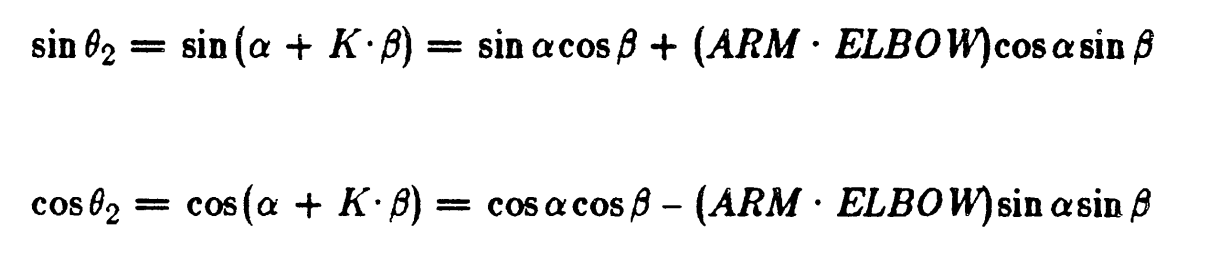 sin θ₂ = sin(α + K·β) = sin α cos β + (ARM · ELBOW)cos α sin β
cos θ₂ = cos(α + K·β) = cos α cos β – (ARM · ELBOW)sin α sin β